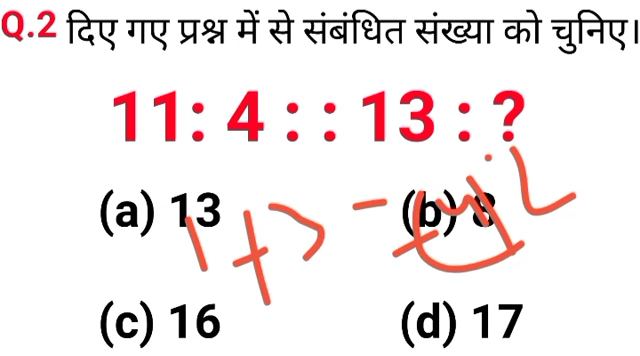 Q.2 दिए गए प्रश्न में से संबंधित संख्या को चुनिए।
11: 4 : : 13 : ?
(a) 13 (b) 8
(c) 16 (d) 17